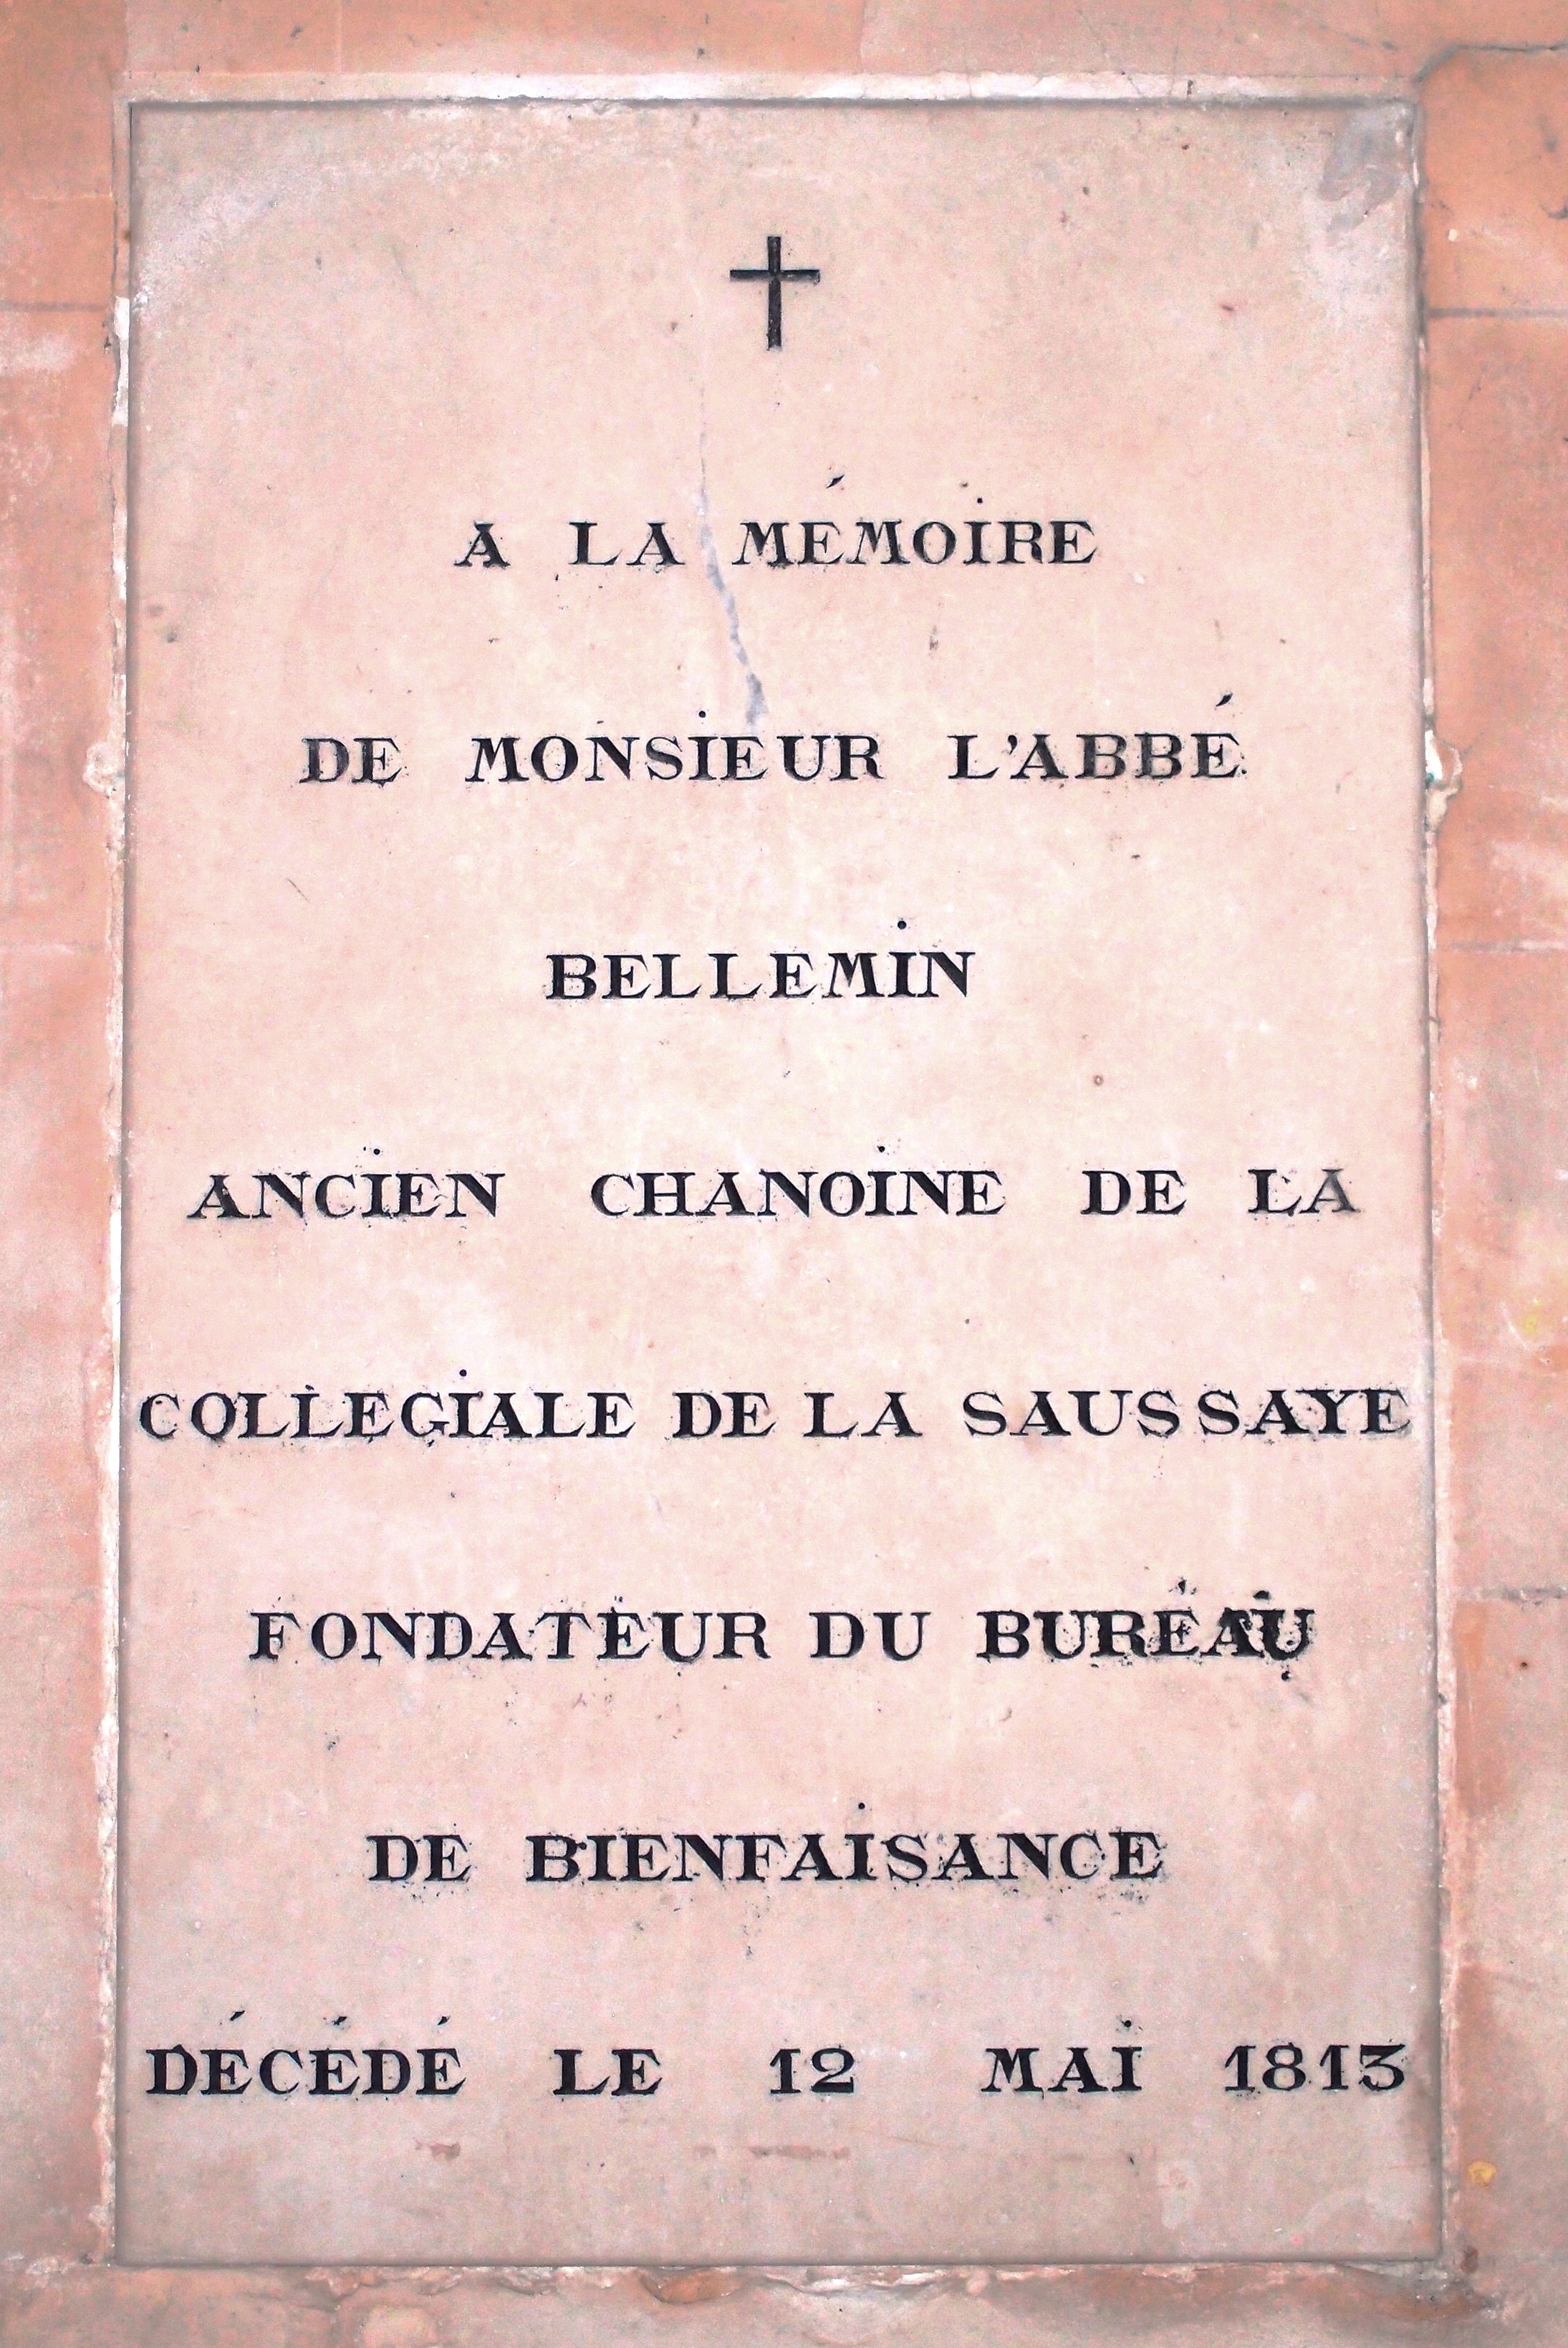 A LA MÉMOIRE
DE MONSIEUR L'ABBÉ
BELLEMIN
ANCIEN CHANOINE DE LA
COLLEGIALE DE LA SAUSSAYE
FONDATEUR DU BUREAU
DE BIENFAISANCE
DÉCÉDÉ LE 12 MAI 1813